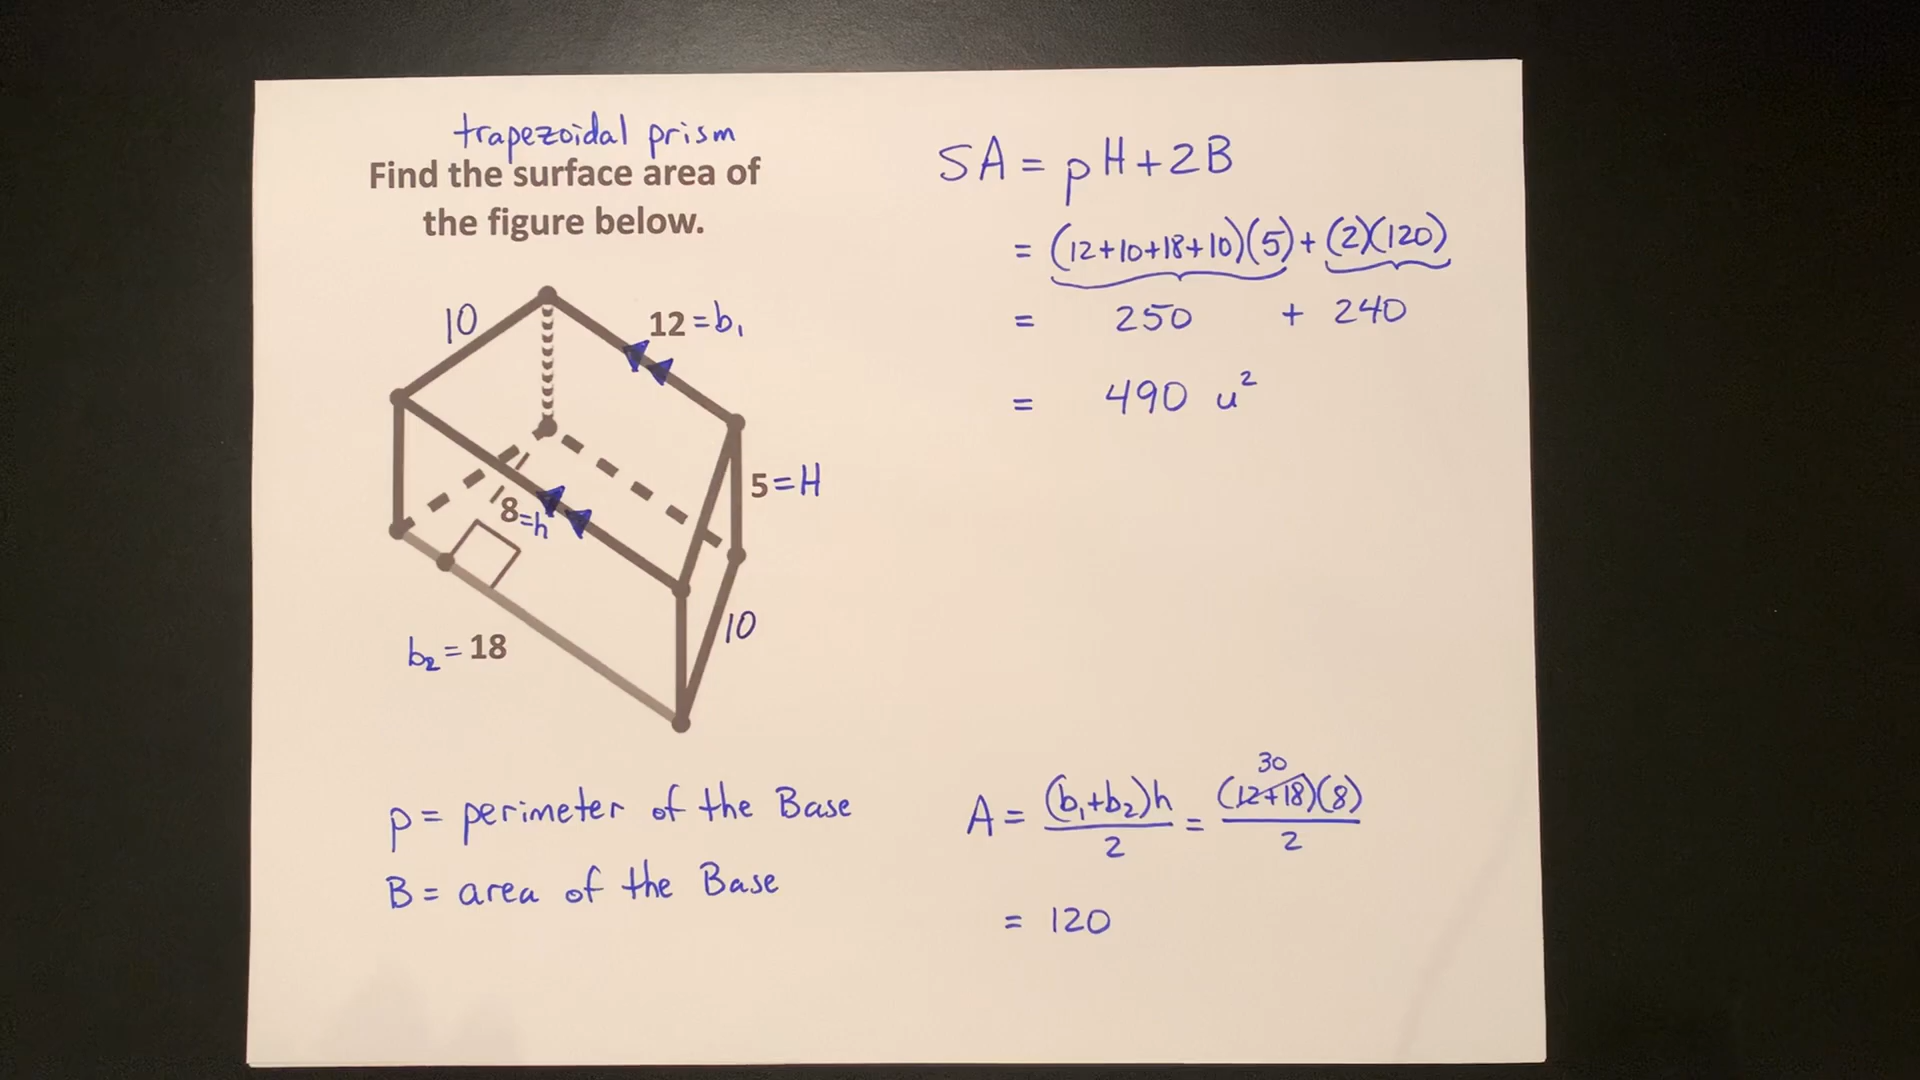 trapezoidal prism
Find the surface area of
the figure below.
10
12 = b₁
5 = H
8 = h
10
b₂ = 18
p = perimeter of the Base
B = area of the Base
SA = pH + 2B
= (12+10+18+10)(5) + (2)(120)
= 250 + 240
= 490 u²
30
A = (b₁+b₂)h / 2 = (12+18)(8) / 2
= 120